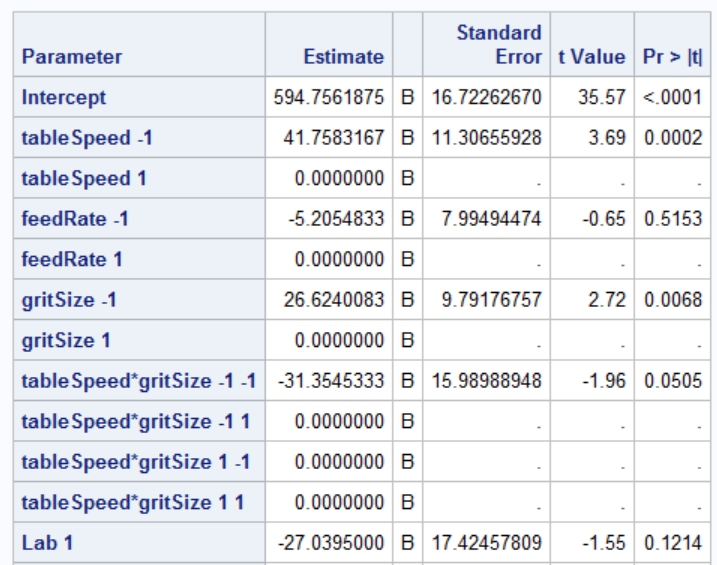 Parameter Estimate Standard Error t Value Pr > |t|
Intercept 594.7561875 B 16.72262670 35.57 <.0001
tableSpeed -1 41.7583167 B 11.30655928 3.69 0.0002
tableSpeed 1 0.0000000 B . . .
feedRate -1 -5.2054833 B 7.99494474 -0.65 0.5153
feedRate 1 0.0000000 B . . .
gritSize -1 26.6240083 B 9.79176757 2.72 0.0068
gritSize 1 0.0000000 B . . .
tableSpeed*gritSize -1 -1 -31.3545333 B 15.98988948 -1.96 0.0505
tableSpeed*gritSize -1 1 0.0000000 B . . .
tableSpeed*gritSize 1 -1 0.0000000 B . . .
tableSpeed*gritSize 1 1 0.0000000 B . . .
Lab 1 -27.0395000 B 17.42457809 -1.55 0.1214